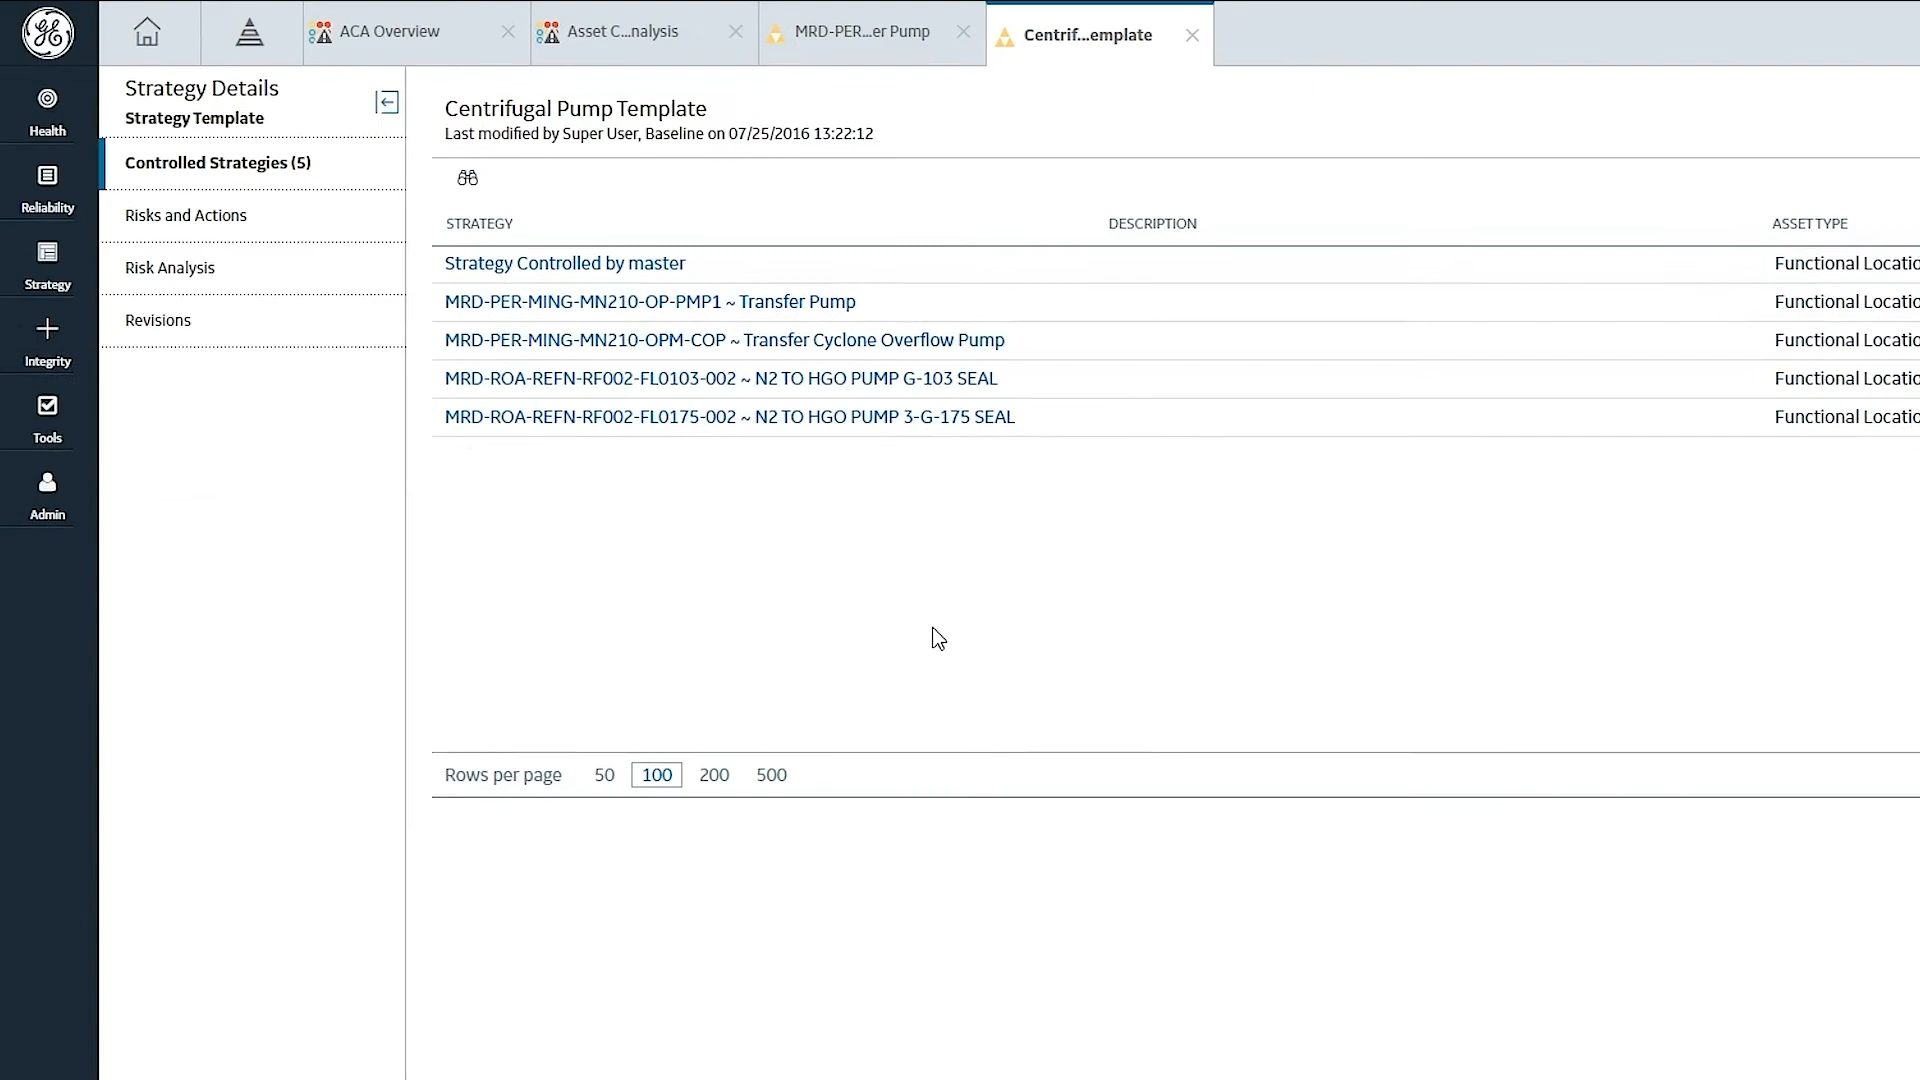 ACA Overview
Asset C...nalysis
MRD-PER...er Pump
Centrif...emplate
Health
Reliability
Strategy
Integrity
Tools
Admin
Strategy Details
Strategy Template
Controlled Strategies (5)
Risks and Actions
Risk Analysis
Revisions
Centrifugal Pump Template
Last modified by Super User, Baseline on 07/25/2016 13:22:12
STRATEGY DESCRIPTION ASSET TYPE
Strategy Controlled by master Functional Locatio
MRD-PER-MING-MN210-OP-PMP1 ~ Transfer Pump Functional Locatio
MRD-PER-MING-MN210-OPM-COP ~ Transfer Cyclone Overflow Pump Functional Locatio
MRD-ROA-REFN-RF002-FL0103-002 ~ N2 TO HGO PUMP G-103 SEAL Functional Locatio
MRD-ROA-REFN-RF002-FL0175-002 ~ N2 TO HGO PUMP 3-G-175 SEAL Functional Locatio
Rows per page 50 100 200 500